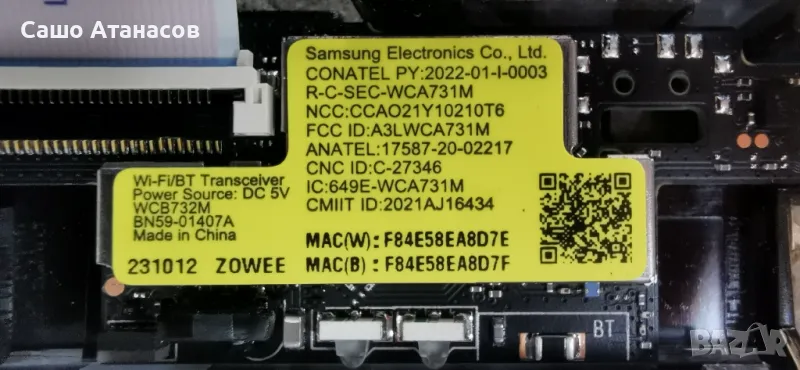 Сашо Атанасов
Samsung Electronics Co., Ltd.
CONATEL PY:2022-01-I-0003
R-C-SEC-WCA731M
NCC:CCAO21Y10210T6
FCC ID:A3LWCA731M
ANATEL:17587-20-02217
CNC ID:C-27346
IC:649E-WCA731M
CMIIT ID:2021AJ16434
Wi-Fi/BT Transceiver
Power Source: DC 5V
WCB732M
BN59-01407A
Made in China
MAC(W): F84E58EA8D7E
231012 ZOWEE MAC(B) : F84E58EA8D7F
BT
BAZAR